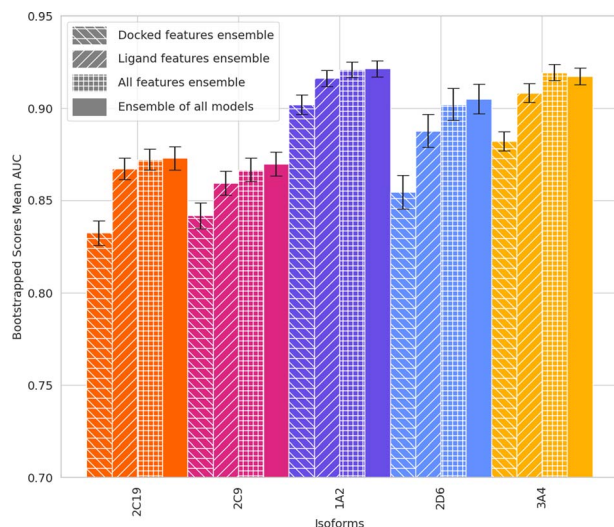 0.95
0.90
0.85
0.80
0.75
0.70
Bootstrapped Scores Mean AUC
Docked features ensemble
Ligand features ensemble
All features ensemble
Ensemble of all models
2C19
2C9
1A2
2D6
3A4
Isoforms